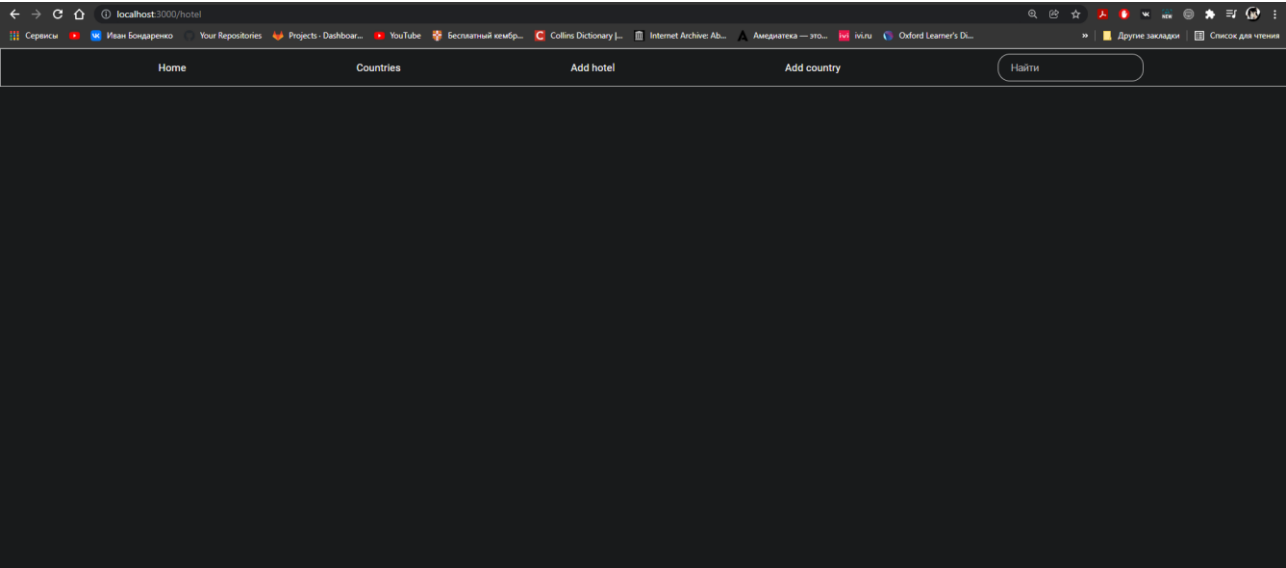 localhost:3000/hotel
Сервисы Иван Бондаренко Your Repositories Projects · Dashboar... YouTube Бесплатный кембр... Collins Dictionary |... Internet Archive: Ab... Амедиатека — это... ivi ivi.ru Oxford Learner's Di... » Другие закладки Список для чтения
Home Countries Add hotel Add country Найти